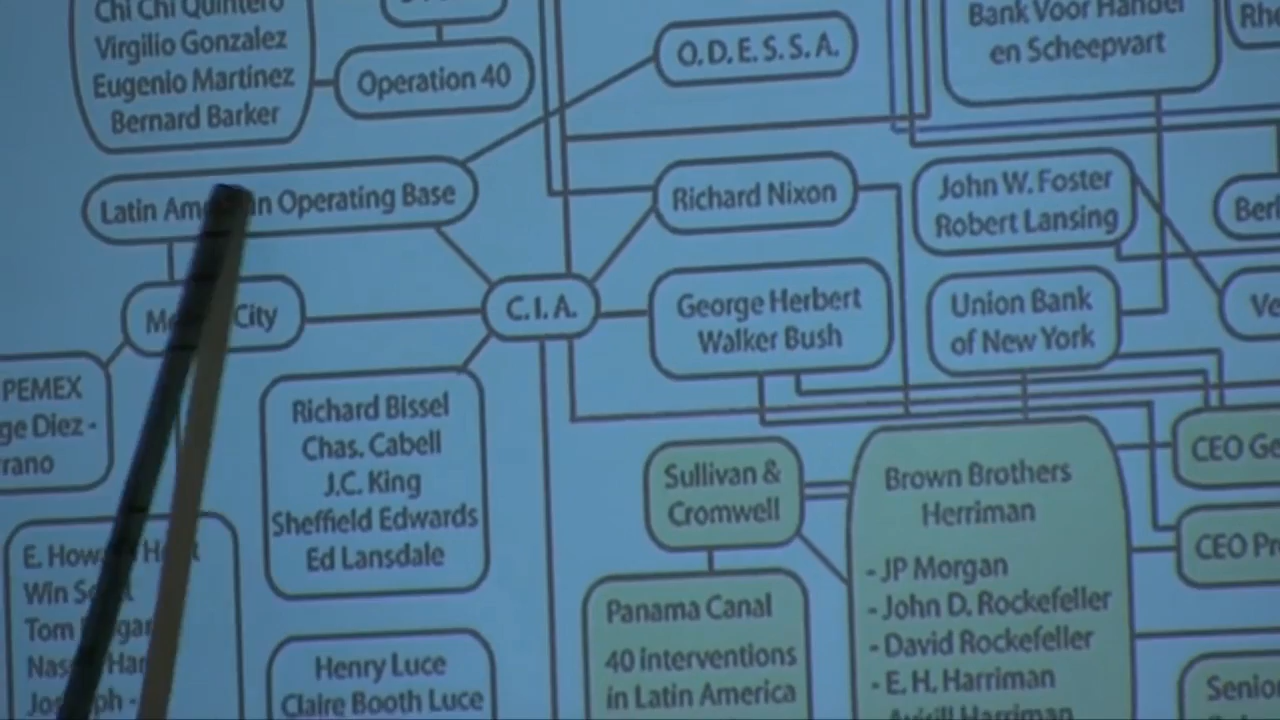 Chi Chi Quintero
Virgilio Gonzalez
Eugenio Martinez
Bernard Barker
Operation 40
O.D.E.S.S.A.
Bank Voor Handel
en Scheepvart
Latin Operating Base
Richard Nixon
John W. Foster
Robert Lansing
City
C.I.A.
George Herbert
Walker Bush
Union Bank
of New York
PEMEX
Diez -
Richard Bissel
Chas. Cabell
J.C. King
Sheffield Edwards
Ed Lansdale
Sullivan &
Cromwell
Brown Brothers
Herriman
- JP Morgan
- John D. Rockefeller
- David Rockefeller
- E. H. Harriman
Harriman
CEO
CEO
E.
Win
Tom
Panama Canal
40 interventions
in Latin America
Henry Luce
Claire Booth Luce